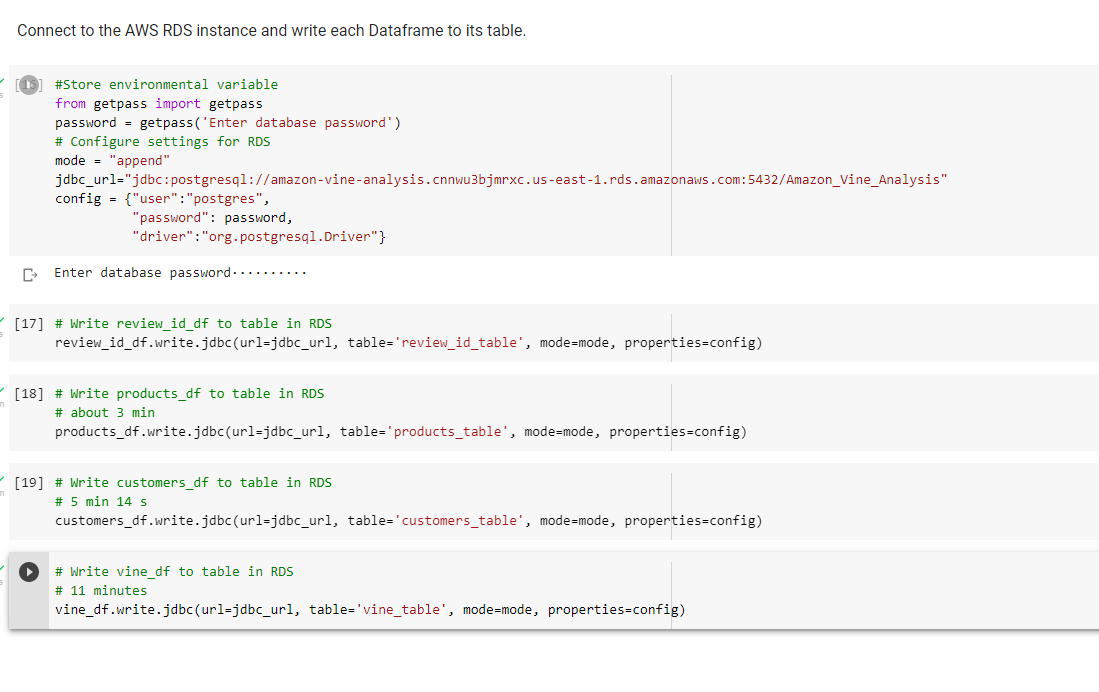 Connect to the AWS RDS instance and write each Dataframe to its table.
#Store environmental variable
from getpass import getpass
password = getpass('Enter database password')
# Configure settings for RDS
mode = "append"
jdbc_url="jdbc:postgresql://amazon-vine-analysis.cnnwu3bjmrxc.us-east-1.rds.amazonaws.com:5432/Amazon_Vine_Analysis"
config = {"user":"postgres",
"password": password,
"driver":"org.postgresql.Driver"}
Enter database password··········
[17] # Write review_id_df to table in RDS
review_id_df.write.jdbc(url=jdbc_url, table='review_id_table', mode=mode, properties=config)
[18] # Write products_df to table in RDS
# about 3 min
products_df.write.jdbc(url=jdbc_url, table='products_table', mode=mode, properties=config)
[19] # Write customers_df to table in RDS
# 5 min 14 s
customers_df.write.jdbc(url=jdbc_url, table='customers_table', mode=mode, properties=config)
# Write vine_df to table in RDS
# 11 minutes
vine_df.write.jdbc(url=jdbc_url, table='vine_table', mode=mode, properties=config)